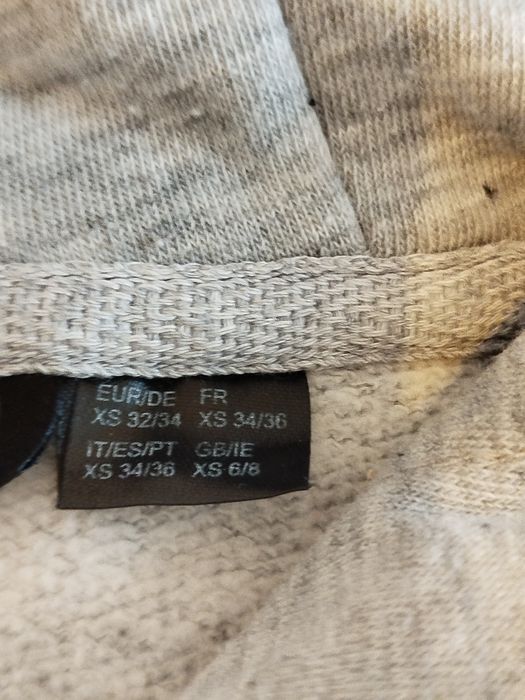 EUR/DE FR
XS 32/34 XS 34/36
IT/ES/PT GB/IE
XS 34/36 XS 6/8